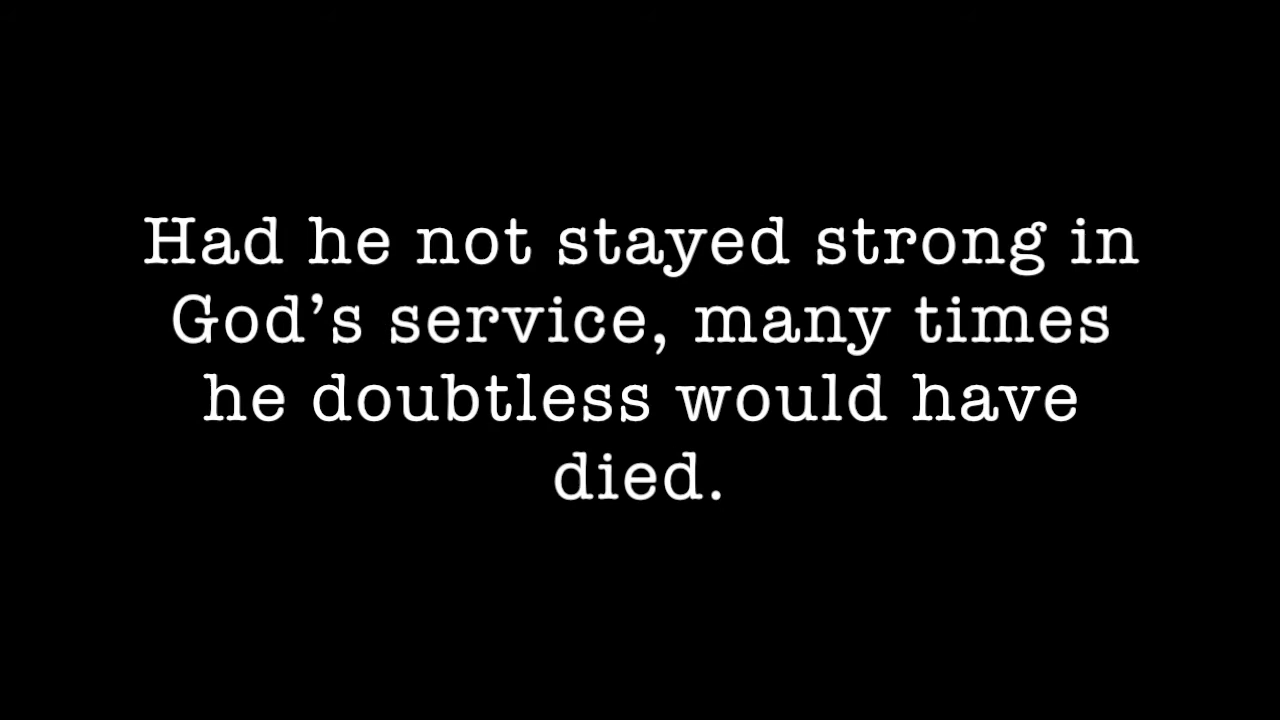 Had he not stayed strong in
God’s service, many times
he doubtless would have
died.